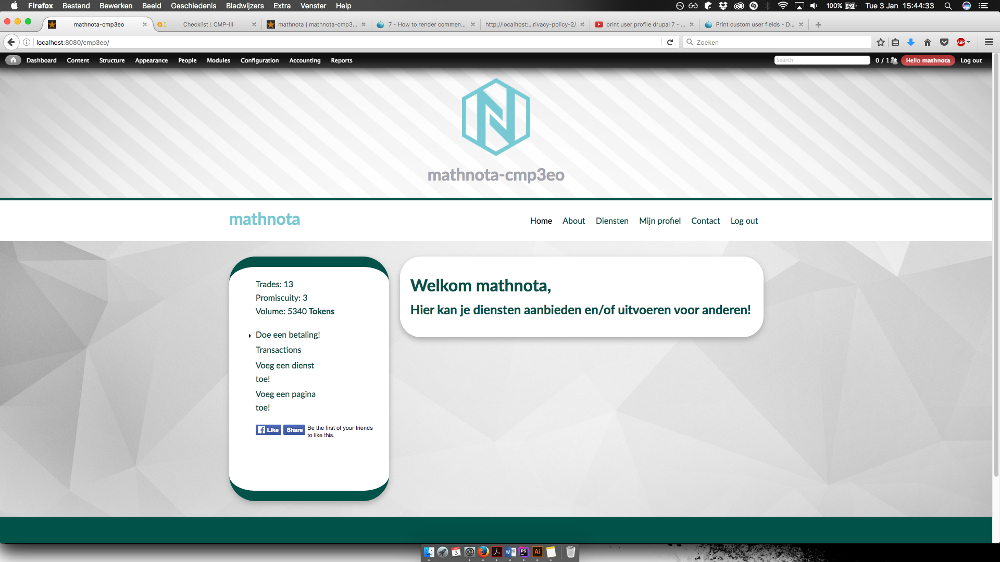 Firefox Bestand Bewerken Beeld Geschiedenis Bladwijzers Extra Venster Help 100% Tue 3 Jan 15:44:33
mathnota-cmp3eo Checklist | CMP-III mathnota | mathnota-cmp3... 7 - How to render commen... http://localhost:...rivacy-policy-2/ print user profile drupal 7 - ... Print custom user fields - D...
localhost:8080/cmp3eo/ Zoeken ABP
Dashboard Content Structure Appearance People Modules Configuration Accounting Reports Search 0 / 1 Hello mathnota Log out
mathnota-cmp3eo
mathnota Home About Diensten Mijn profiel Contact Log out
Trades: 13
Promiscuity: 3
Volume: 5340 Tokens
Doe een betaling!
Transactions
Voeg een dienst
toe!
Voeg een pagina
toe!
Like Share Be the first of your friends
to like this.
Welkom mathnota,
Hier kan je diensten aanbieden en/of uitvoeren voor anderen!
3 W PS Ai